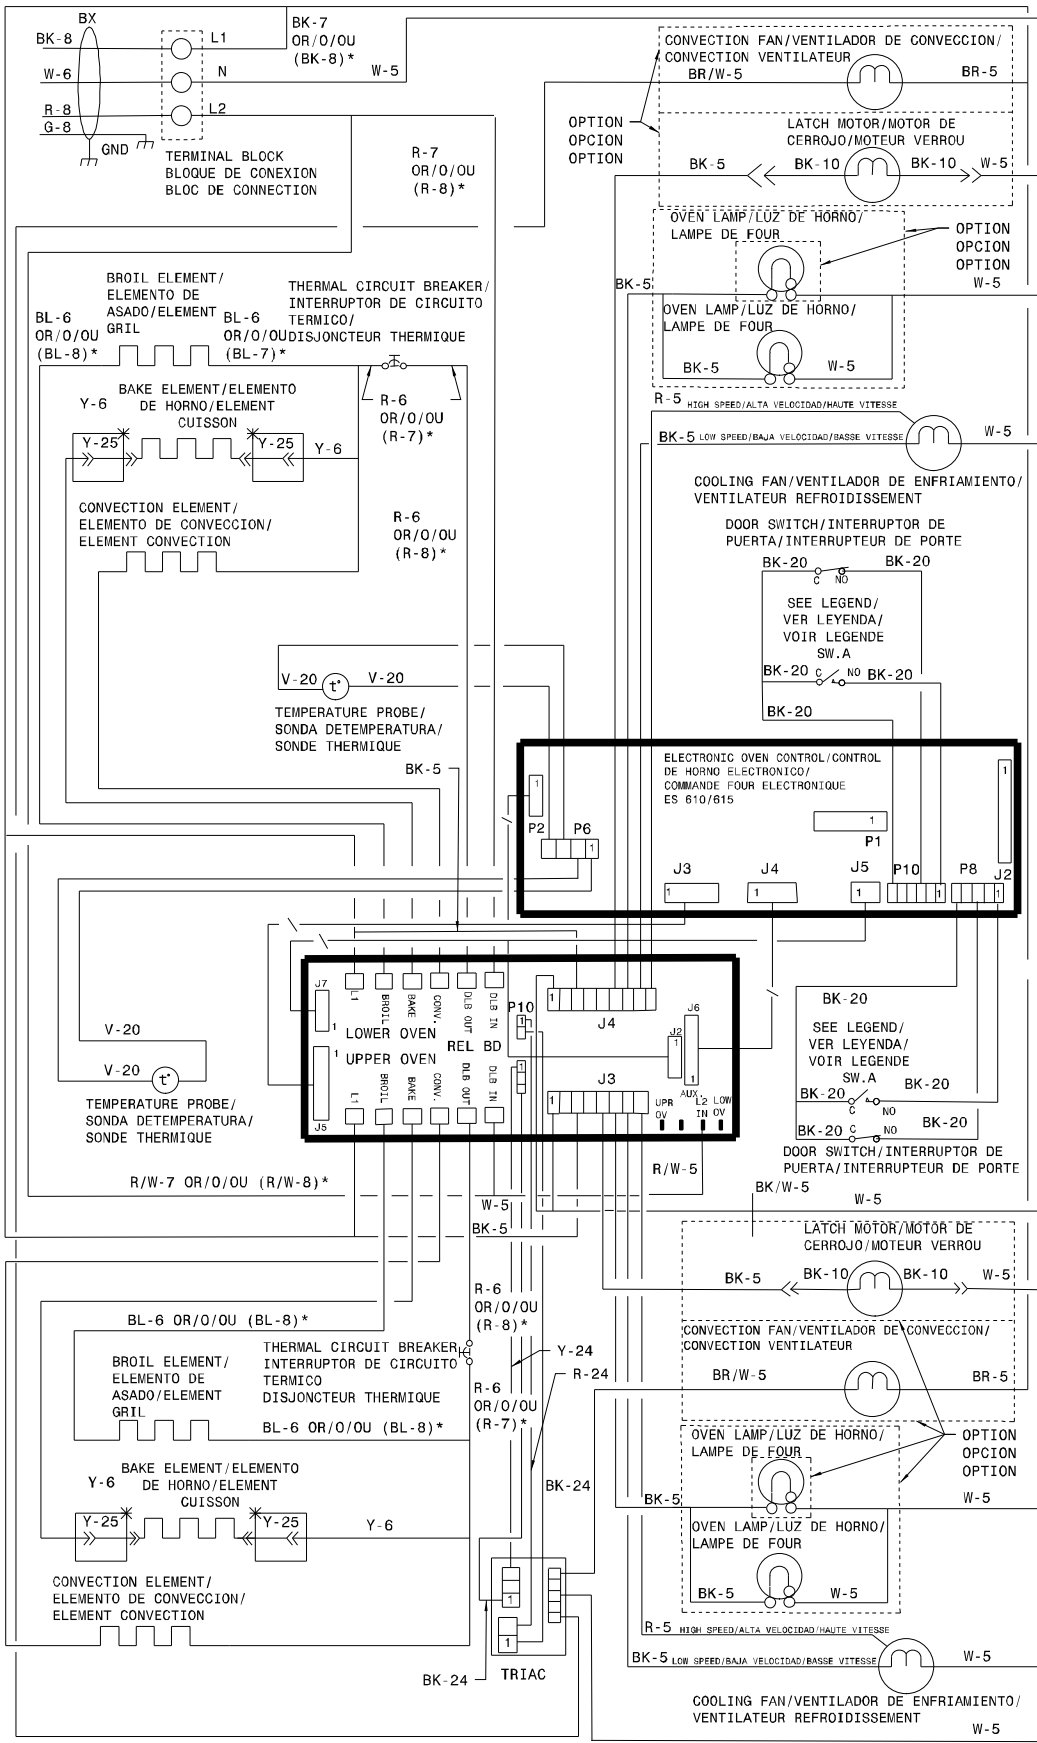 BX
BK-8
W-6
R-8
G-8
GND
L1
N
L2
TERMINAL BLOCK
BLOQUE DE CONEXION
BLOC DE CONNECTION
BK-7
OR/O/OU
(BK-8)*
W-5
R-7
OR/O/OU
(R-8)*
CONVECTION FAN/VENTILADOR DE CONVECCION/
CONVECTION VENTILATEUR
BR/W-5
BR-5
OPTION
OPCION
OPTION
LATCH MOTOR/MOTOR DE
CERROJO/MOTEUR VERROU
BK-5
BK-10
BK-10
W-5
OVEN LAMP/LUZ DE HORNO/
LAMPE DE FOUR
OPTION
OPCION
OPTION
BK-5
W-5
OVEN LAMP/LUZ DE HORNO/
LAMPE DE FOUR
BK-5
W-5
BROIL ELEMENT/
ELEMENTO DE
ASADO/ELEMENT
GRIL
BL-6
OR/O/OU
(BL-8)*
BL-6
OR/O/OU
(BL-7)*
THERMAL CIRCUIT BREAKER/
INTERRUPTOR DE CIRCUITO
TERMICO/
DISJONCTEUR THERMIQUE
R-6
OR/O/OU
(R-7)*
BAKE ELEMENT/ELEMENTO
DE HORNO/ELEMENT
CUISSON
Y-6
Y-25
Y-25
Y-6
CONVECTION ELEMENT/
ELEMENTO DE CONVECCION/
ELEMENT CONVECTION
R-6
OR/O/OU
(R-8)*
R-5 HIGH SPEED/ALTA VELOCIDAD/HAUTE VITESSE
BK-5 LOW SPEED/BAJA VELOCIDAD/BASSE VITESSE
W-5
COOLING FAN/VENTILADOR DE ENFRIAMIENTO/
VENTILATEUR REFROIDISSEMENT
DOOR SWITCH/INTERRUPTOR DE
PUERTA/INTERRUPTEUR DE PORTE
BK-20
BK-20
C NO
SEE LEGEND/
VER LEYENDA/
VOIR LEGENDE
SW.A
BK-20 C NO BK-20
BK-20
V-20
t°
V-20
TEMPERATURE PROBE/
SONDA DETEMPERATURA/
SONDE THERMIQUE
BK-5
ELECTRONIC OVEN CONTROL/CONTROL
DE HORNO ELECTRONICO/
COMMANDE FOUR ELECTRONIQUE
ES 610/615
1
1
1
P2
P6
1
P1
J3
J4
J5
P10
P8
J2
1
1
1
1
1
J7
1
L1
BROIL
BAKE
CONV.
DLB OUT
DLB IN
P10
1
1
J4
LOWER OVEN
REL BD
UPPER OVEN
J6
J2
1
1
J5
1
L1
BROIL
BAKE
CONV.
DLB OUT
DLB IN
1
J3
1
AUX.
UPR
OV
L2
IN
LOW
OV
V-20
V-20
t°
TEMPERATURE PROBE/
SONDA DETEMPERATURA/
SONDE THERMIQUE
BK-20
SEE LEGEND/
VER LEYENDA/
VOIR LEGENDE
SW.A
BK-20
BK-20
C NO
BK-20
BK-20
C NO
DOOR SWITCH/INTERRUPTOR DE
PUERTA/INTERRUPTEUR DE PORTE
R/W-7 OR/O/OU (R/W-8)*
R/W-5
BK/W-5
W-5
W-5
BK-5
LATCH MOTOR/MOTOR DE
CERROJO/MOTEUR VERROU
BK-5
BK-10
BK-10
W-5
R-6
OR/O/OU
(R-8)*
BL-6 OR/O/OU (BL-8)*
CONVECTION FAN/VENTILADOR DE CONVECCION/
CONVECTION VENTILATEUR
BR/W-5
BR-5
BROIL ELEMENT/
ELEMENTO DE
ASADO/ELEMENT
GRIL
THERMAL CIRCUIT BREAKER
INTERRUPTOR DE CIRCUITO
TERMICO
DISJONCTEUR THERMIQUE
Y-24
R-24
R-6
OR/O/OU
(R-7)*
BL-6 OR/O/OU (BL-8)*
OVEN LAMP/LUZ DE HORNO/
LAMPE DE FOUR
OPTION
OPCION
OPTION
BAKE ELEMENT/ELEMENTO
DE HORNO/ELEMENT
CUISSON
Y-6
Y-25
Y-25
Y-6
BK-24
BK-5
W-5
OVEN LAMP/LUZ DE HORNO/
LAMPE DE FOUR
BK-5
W-5
CONVECTION ELEMENT/
ELEMENTO DE CONVECCION/
ELEMENT CONVECTION
1
1
BK-24
TRIAC
R-5 HIGH SPEED/ALTA VELOCIDAD/HAUTE VITESSE
BK-5 LOW SPEED/BAJA VELOCIDAD/BASSE VITESSE
W-5
COOLING FAN/VENTILADOR DE ENFRIAMIENTO/
VENTILATEUR REFROIDISSEMENT
W-5